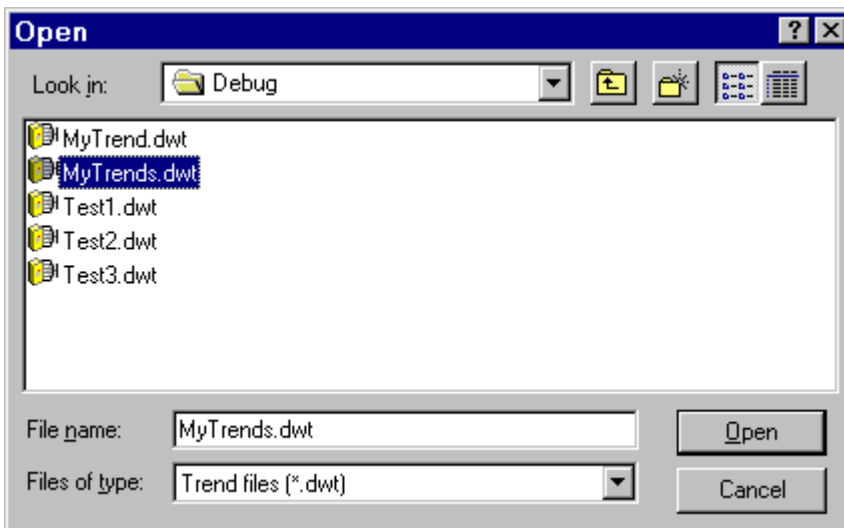 Open
Look in: Debug
MyTrend.dwt
MyTrends.dwt
Test1.dwt
Test2.dwt
Test3.dwt
File name: MyTrends.dwt Open
Files of type: Trend files (*.dwt) Cancel